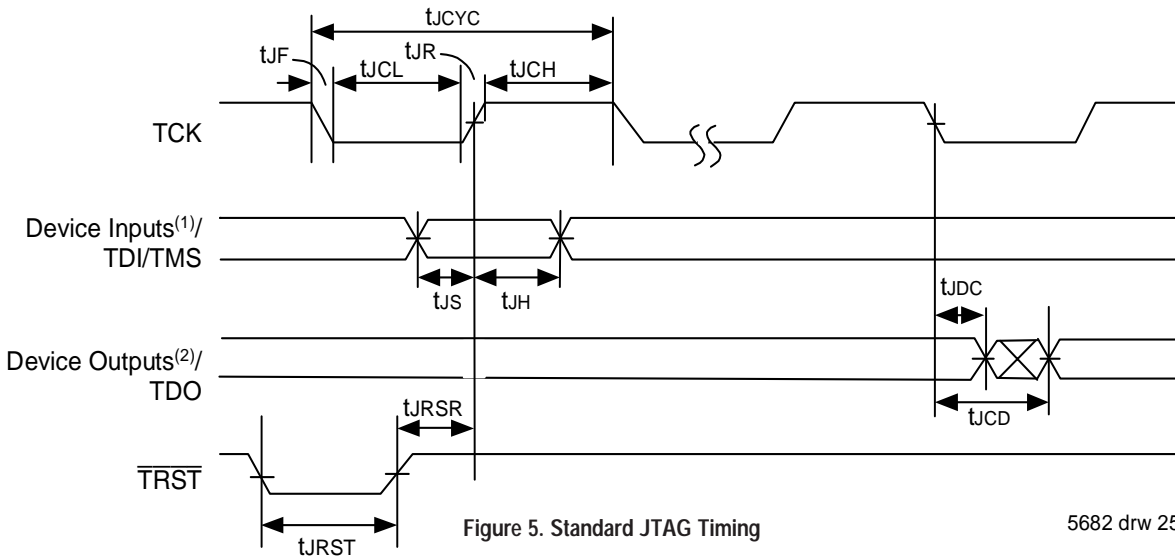 tJCYC
tJF
tJR
tJCL
tJCH
TCK
Device Inputs(1)/
TDI/TMS
tJS
tJH
tJDC
Device Outputs(2)/
TDO
tJRSR
tJCD
TRST
tJRST
Figure 5. Standard JTAG Timing
5682 drw 25